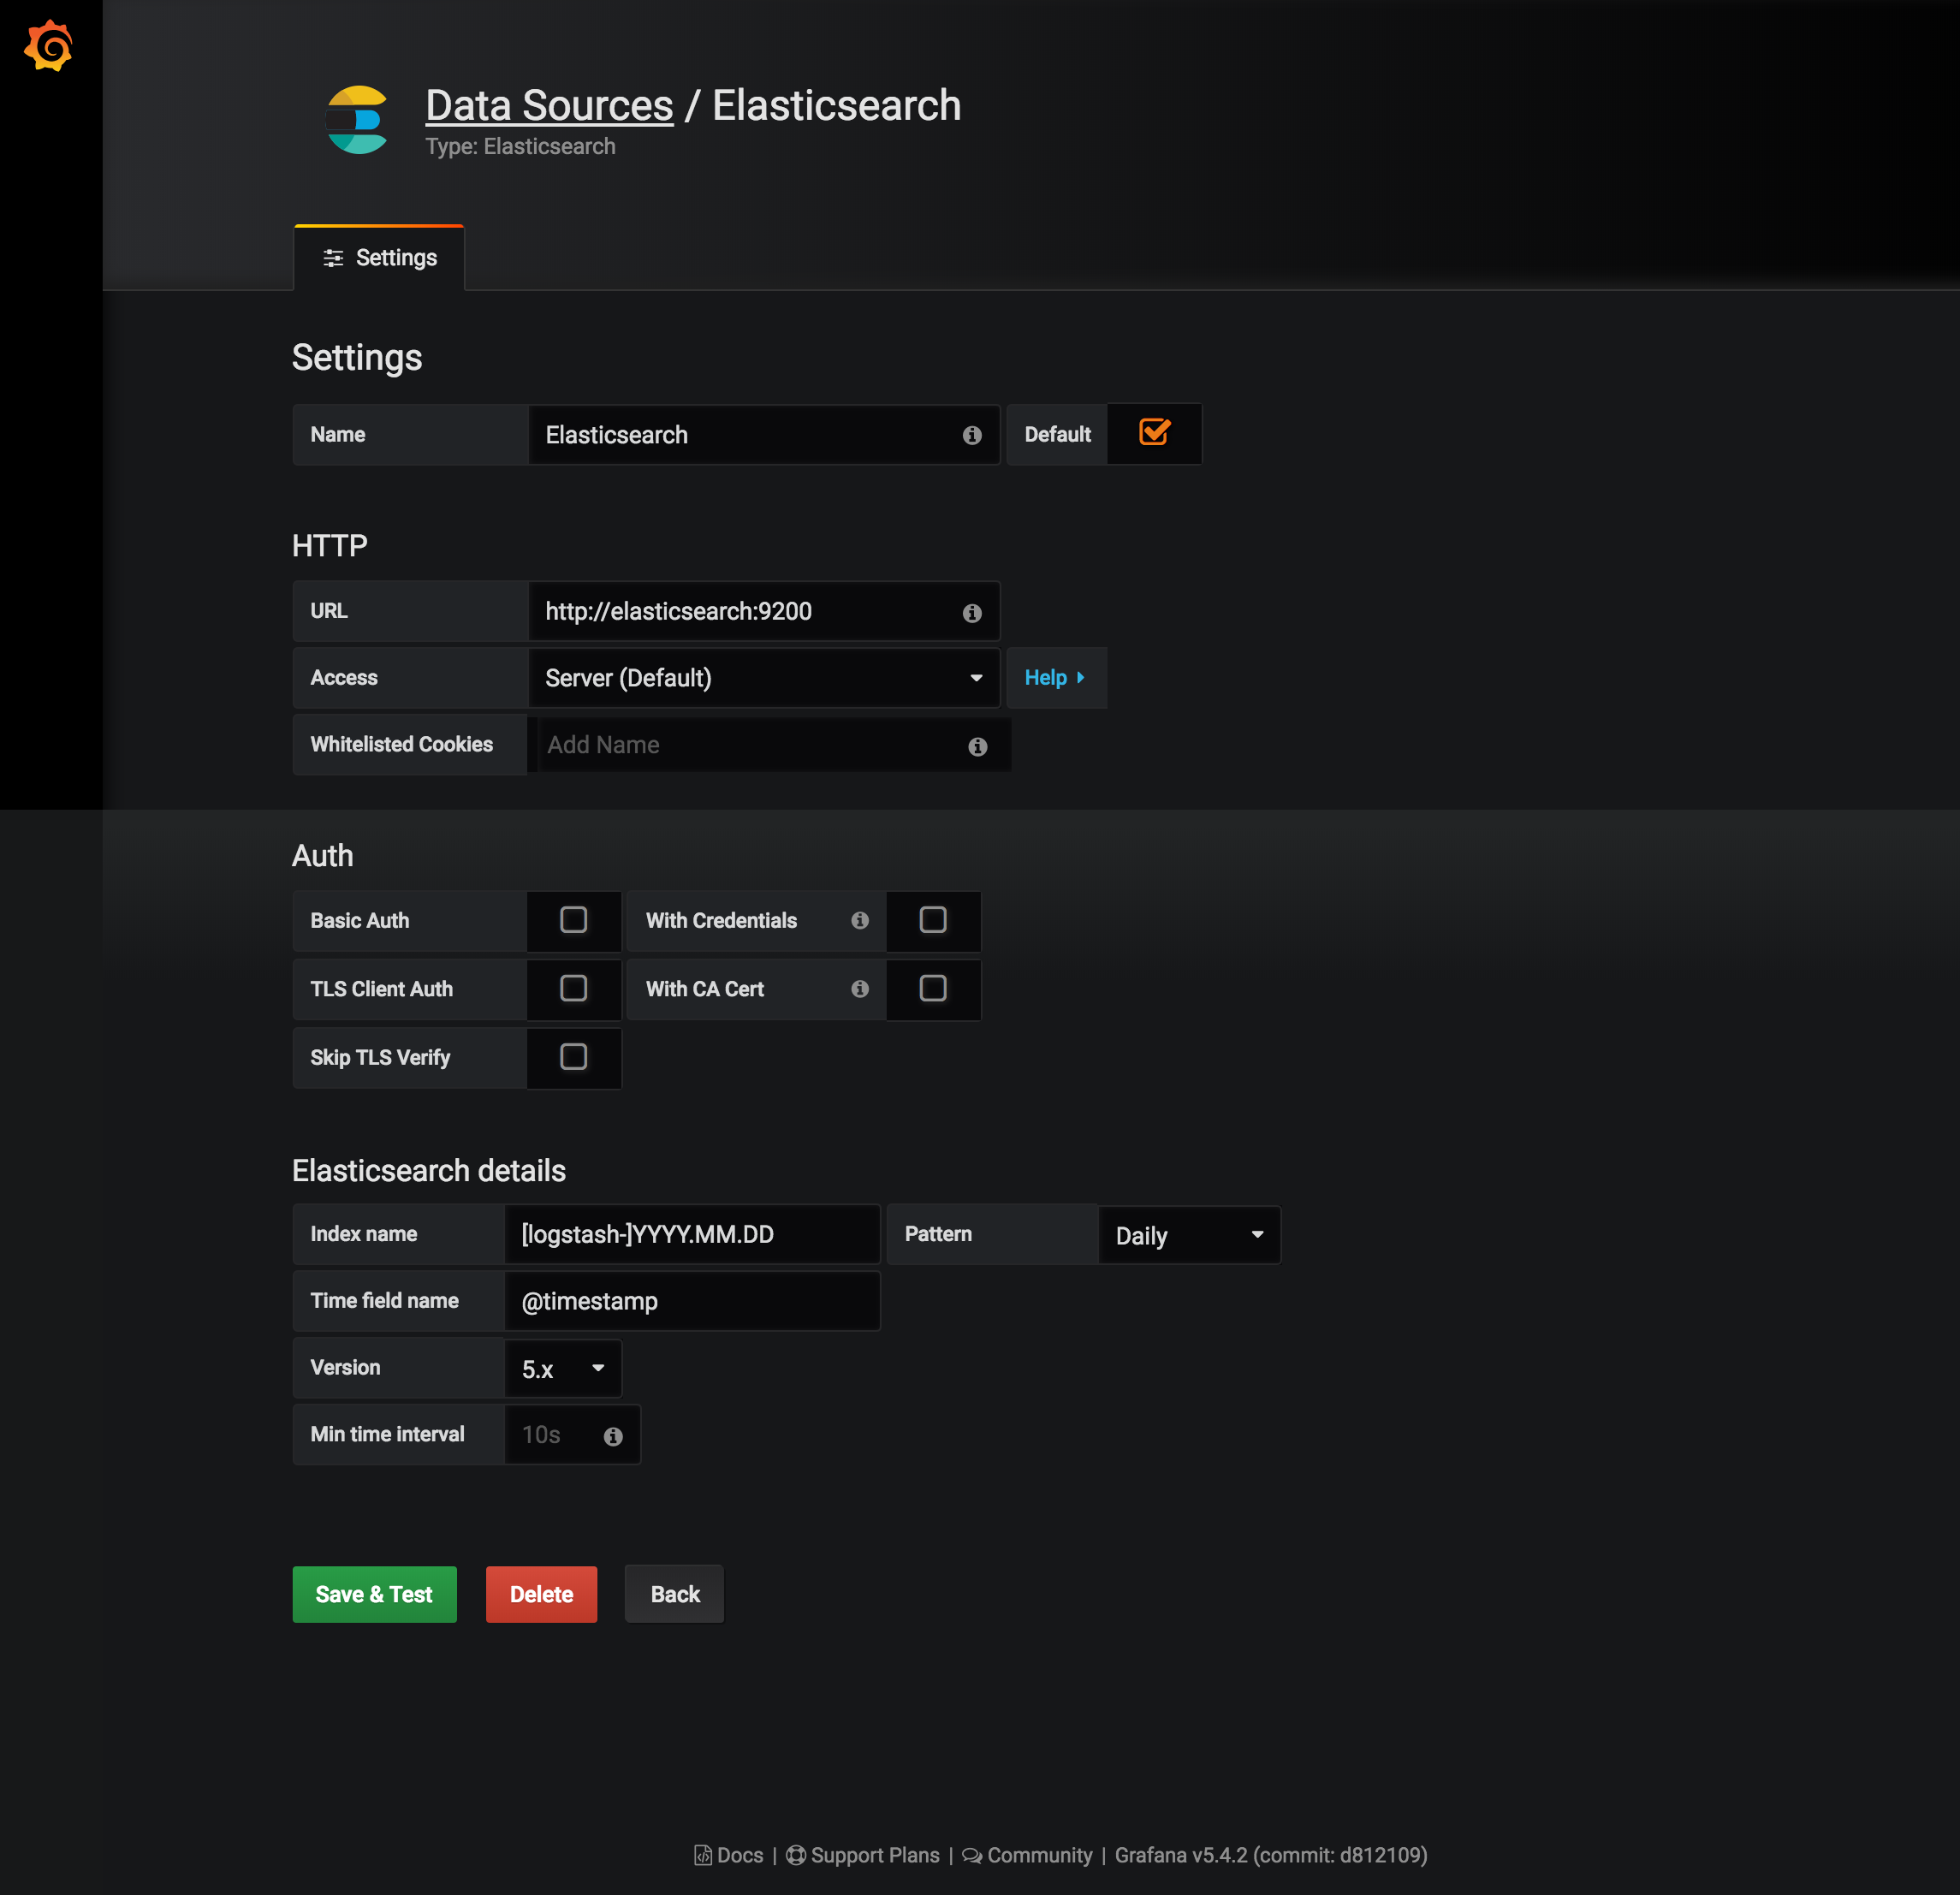 Data Sources / Elasticsearch
Type: Elasticsearch
Settings
Settings
Name Elasticsearch Default
HTTP
URL http://elasticsearch:9200
Access Server (Default) Help
Whitelisted Cookies Add Name
Auth
Basic Auth With Credentials
TLS Client Auth With CA Cert
Skip TLS Verify
Elasticsearch details
Index name [logstash-]YYYY.MM.DD Pattern Daily
Time field name @timestamp
Version 5.x
Min time interval 10s
Save & Test Delete Back
Docs | Support Plans | Community | Grafana v5.4.2 (commit: d812109)